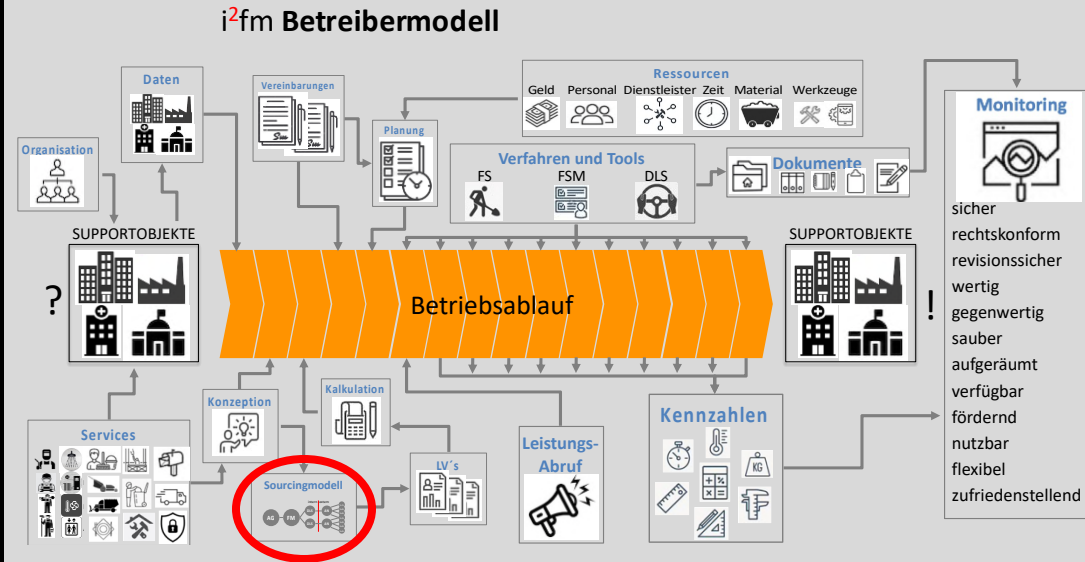 i²fm Betreibermodell
Daten
Organisation
SUPPORTOBJEKTE
?
Vereinbarungen
Planung
Ressourcen
Geld Personal Dienstleister Zeit Material Werkzeuge
Verfahren und Tools
FS FSM DLS
Dokumente
Monitoring
sicher
rechtskonform
revisionssicher
wertig
gegenwertig
sauber
aufgeräumt
verfügbar
fördernd
nutzbar
flexibel
zufriedenstellend
SUPPORTOBJEKTE
!
Betriebsablauf
Services
Konzeption
Kalkulation
Sourcingmodell
AG FM
LV´s
Leistungs-
Abruf
Kennzahlen
KG